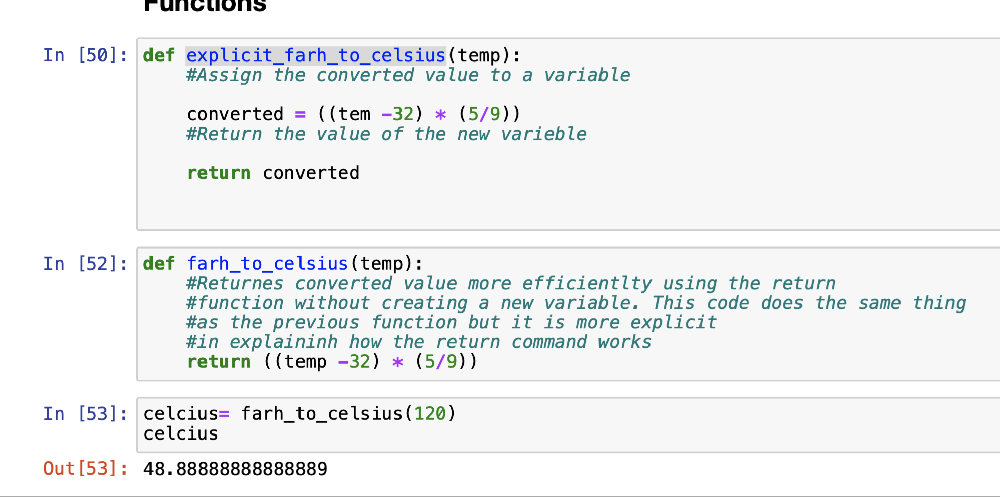 Functions
In [50]: def explicit_farh_to_celsius(temp):
#Assign the converted value to a variable
converted = ((tem -32) * (5/9))
#Return the value of the new varieble
return converted
In [52]: def farh_to_celsius(temp):
#Returnes converted value more efficientlty using the return
#function without creating a new variable. This code does the same thing
#as the previous function but it is more explicit
#in explaininh how the return command works
return ((temp -32) * (5/9))
In [53]: celcius= farh_to_celsius(120)
celcius
Out[53]: 48.88888888888889